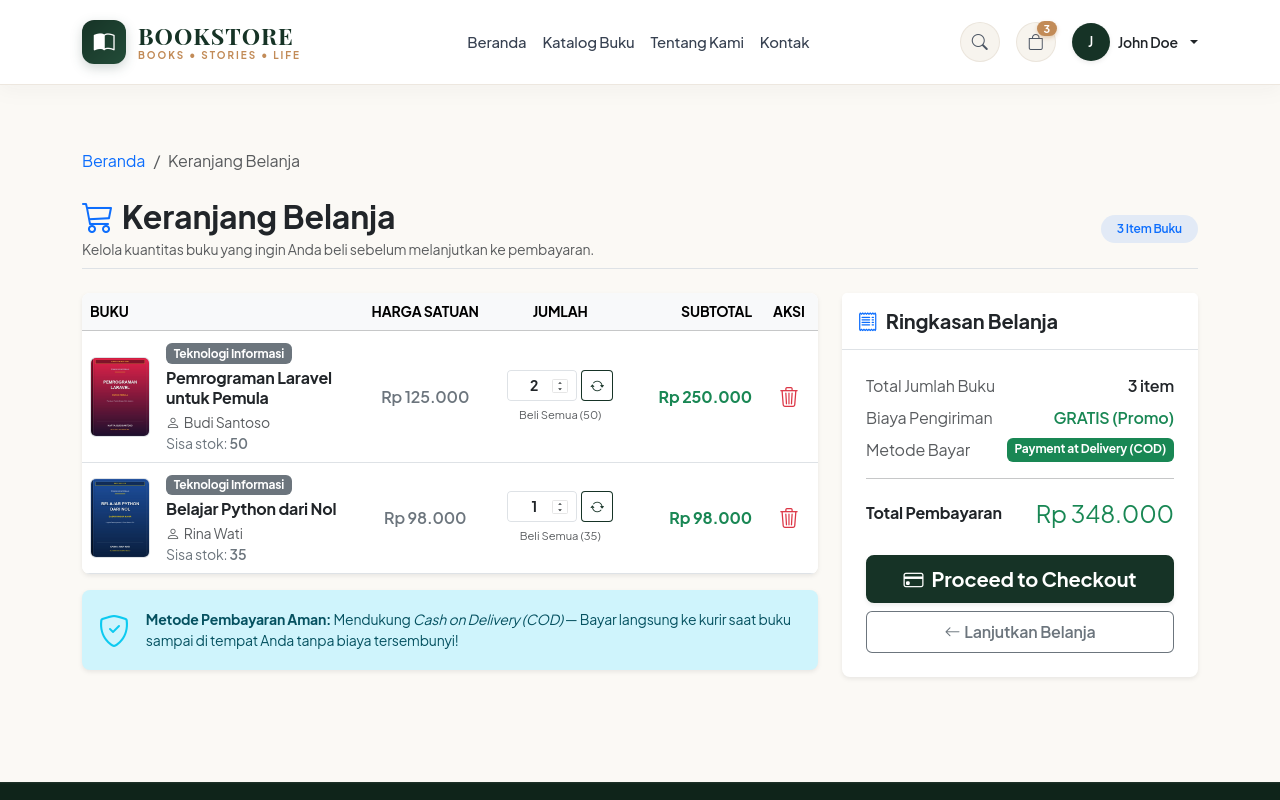 BOOKSTORE
BOOKS • STORIES • LIFE
Beranda
Katalog Buku
Tentang Kami
Kontak
3
J
John Doe
Beranda / Keranjang Belanja
Keranjang Belanja
Kelola kuantitas buku yang ingin Anda beli sebelum melanjutkan ke pembayaran.
3 Item Buku
BUKU
HARGA SATUAN
JUMLAH
SUBTOTAL
AKSI
PEMROGRAMAN
LARAVEL
Teknologi Informasi
Pemrograman Laravel
untuk Pemula
Budi Santoso
Sisa stok: 50
Rp 125.000
2
Beli Semua (50)
Rp 250.000
BELAJAR PYTHON
DARI NOL
Teknologi Informasi
Belajar Python dari Nol
Rina Wati
Sisa stok: 35
Rp 98.000
1
Beli Semua (35)
Rp 98.000
Metode Pembayaran Aman: Mendukung Cash on Delivery (COD) — Bayar langsung ke kurir saat buku
sampai di tempat Anda tanpa biaya tersembunyi!
Ringkasan Belanja
Total Jumlah Buku
3 item
Biaya Pengiriman
GRATIS (Promo)
Metode Bayar
Payment at Delivery (COD)
Total Pembayaran
Rp 348.000
Proceed to Checkout
← Lanjutkan Belanja